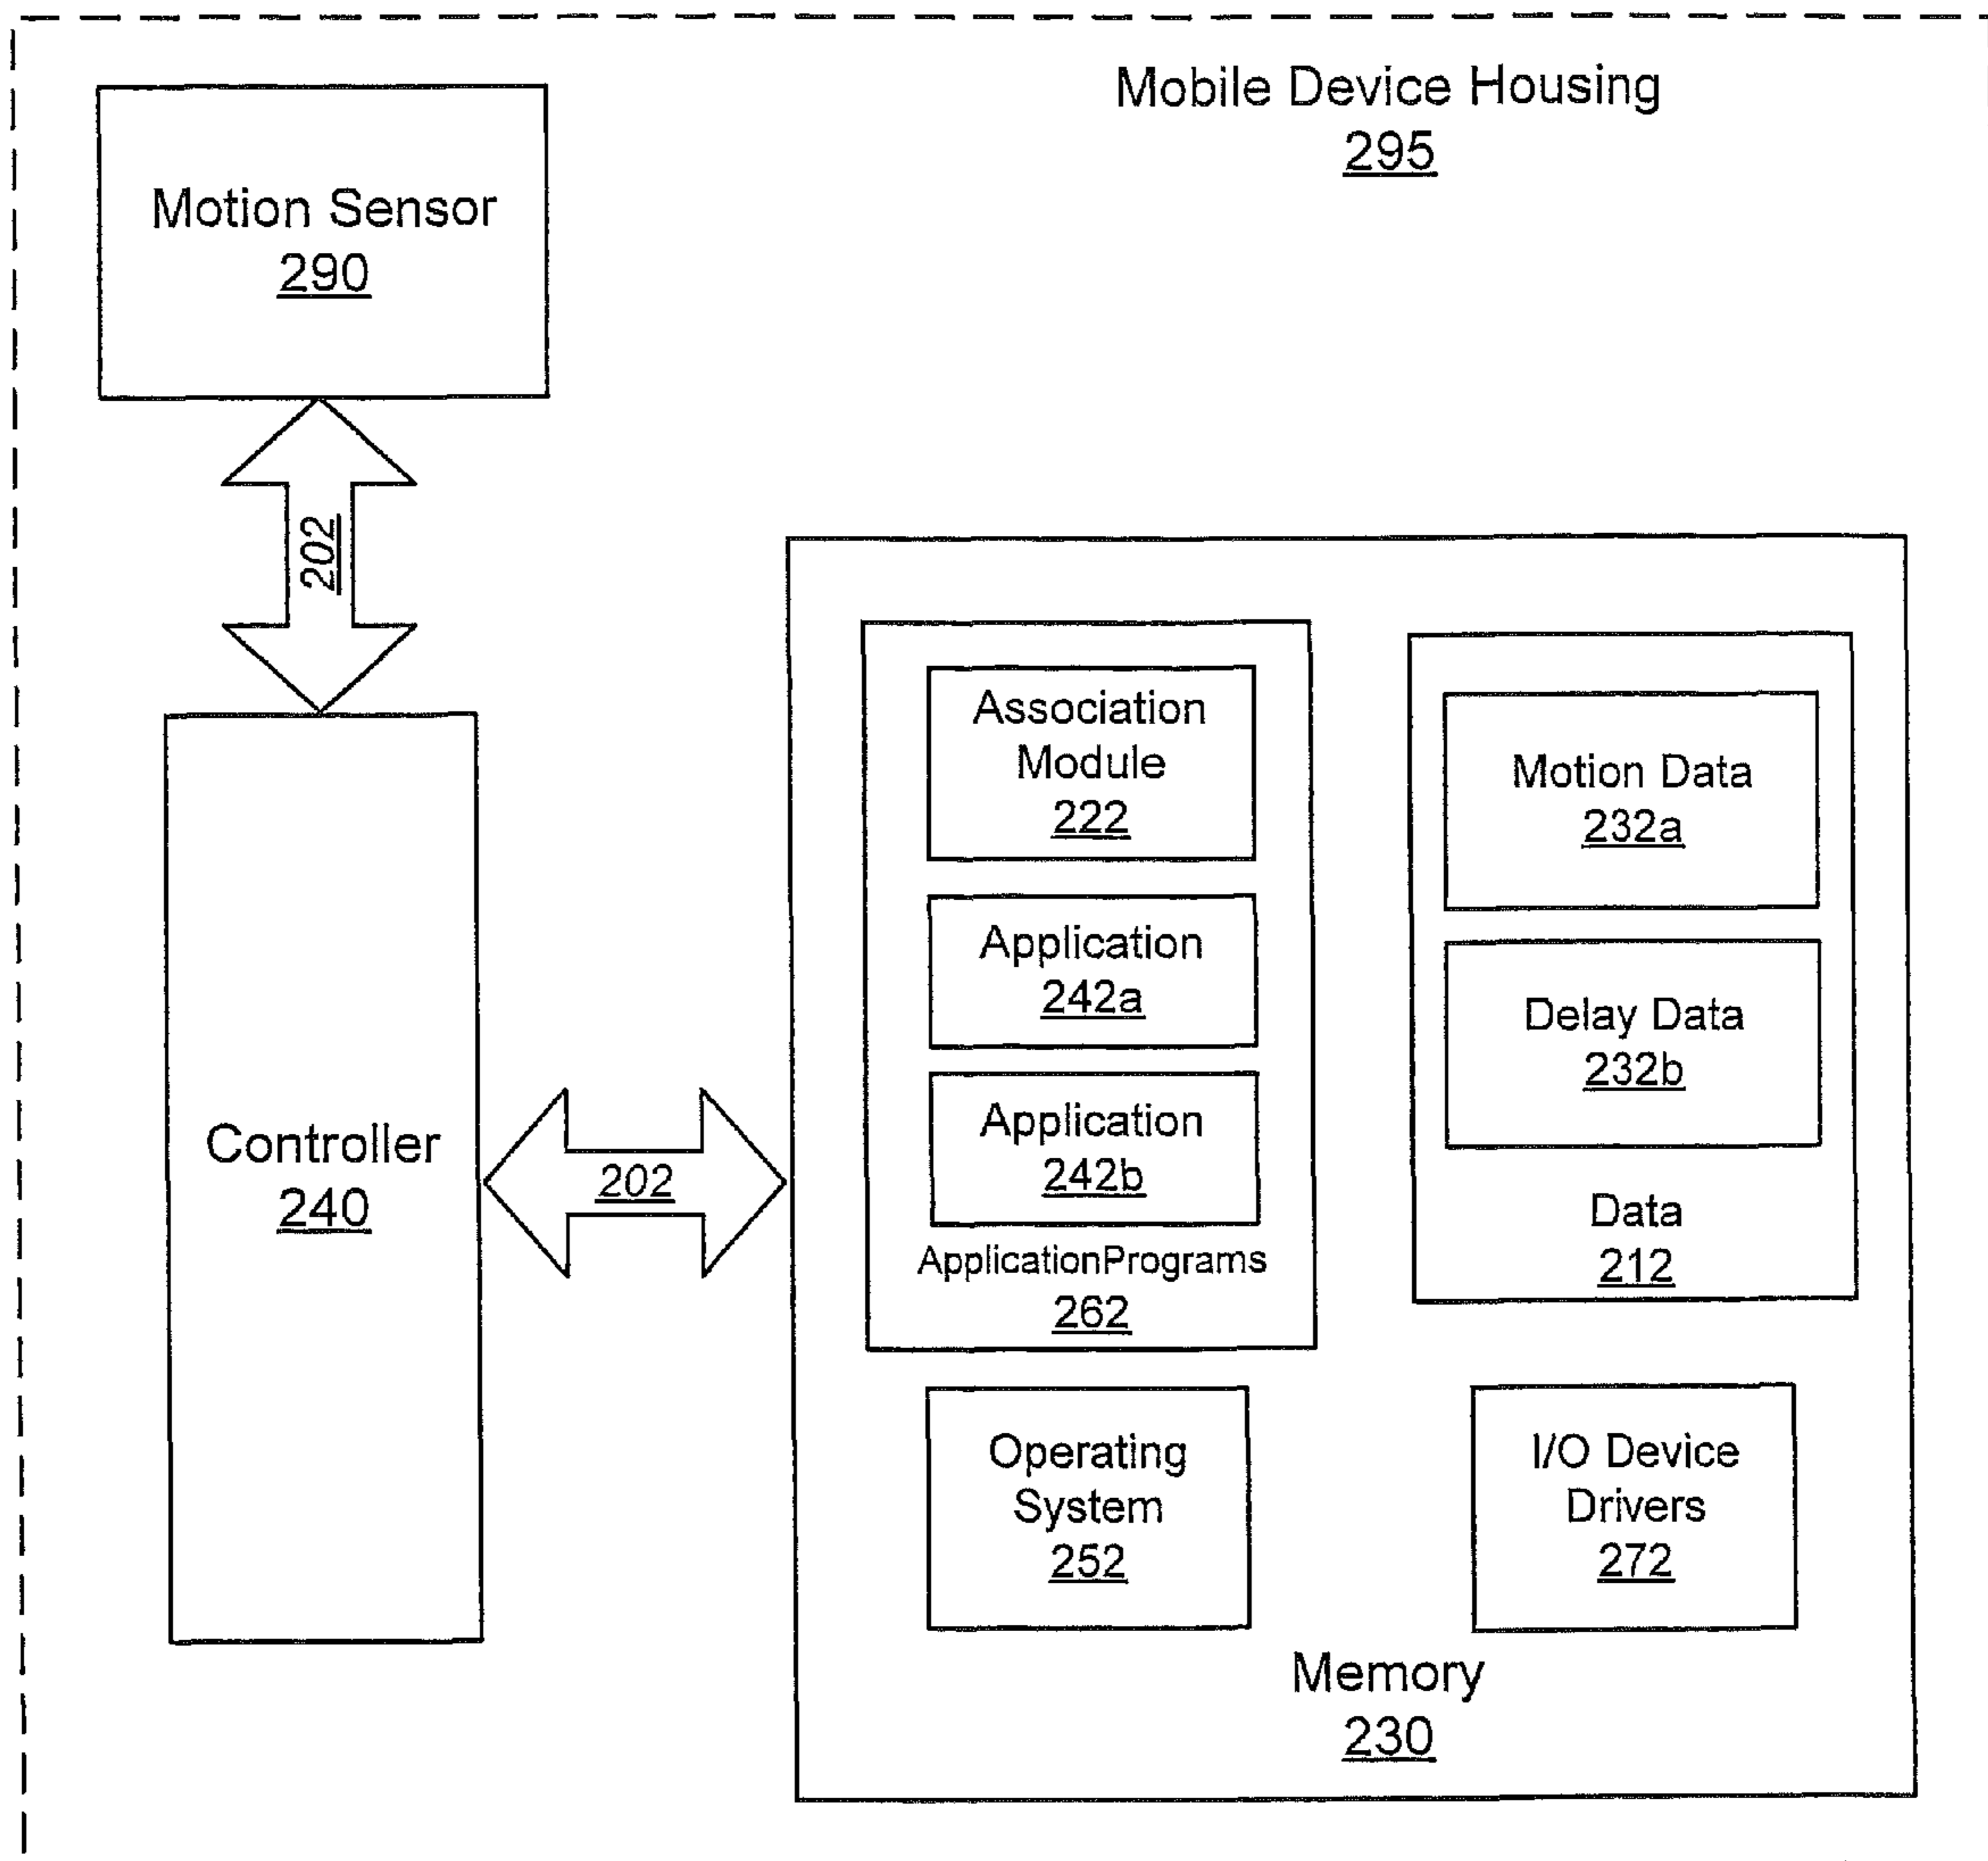 Mobile Device Housing
295
Motion Sensor
290
202
Controller
240
202
Association
Module
222
Application
242a
Application
242b
ApplicationPrograms
262
Motion Data
232a
Delay Data
232b
Data
212
Operating
System
252
I/O Device
Drivers
272
Memory
230